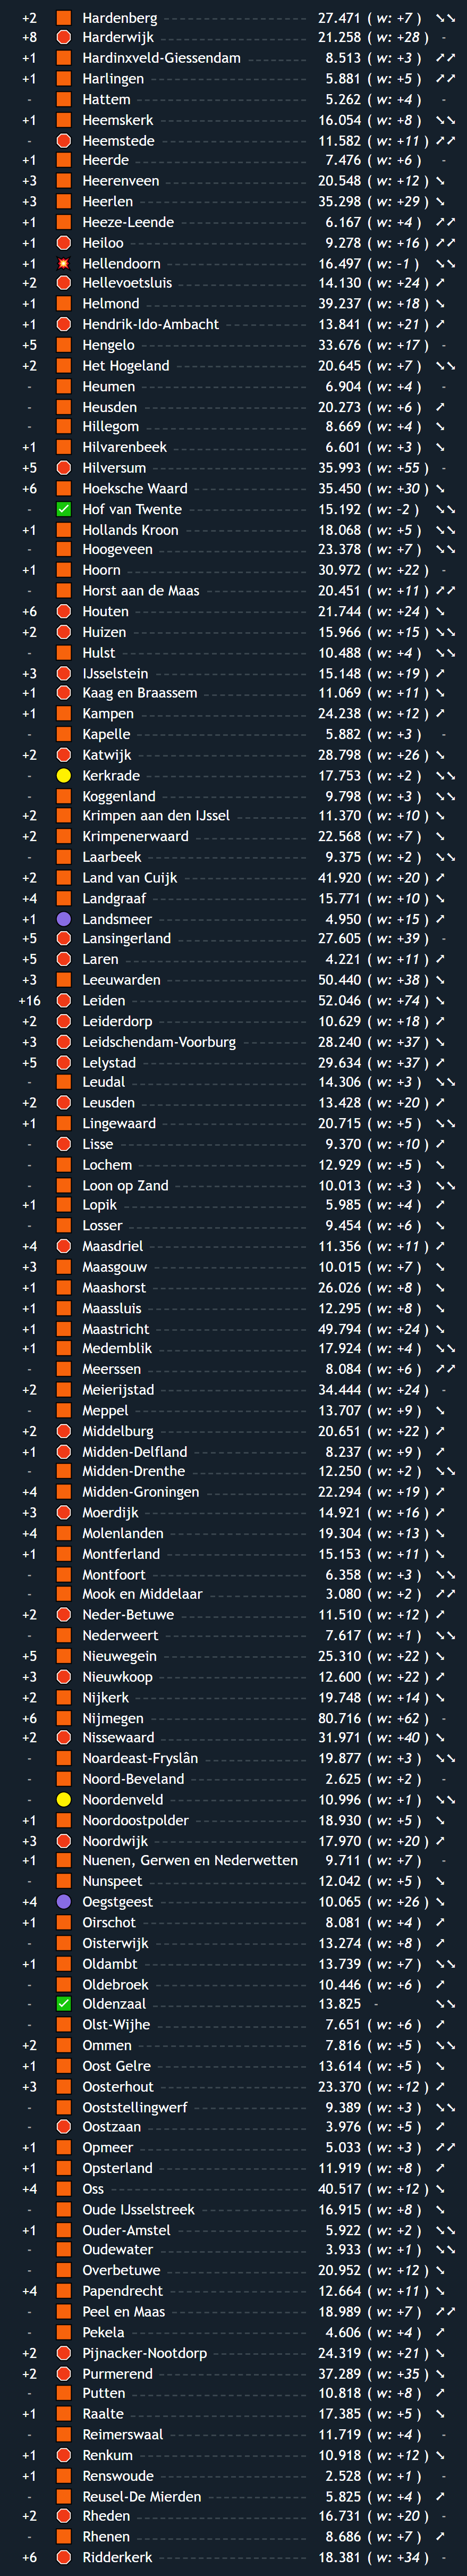 +2 Hardenberg 27.471 ( w: +7 ) ↘↘
+8 Harderwijk 21.258 ( w: +28 ) -
+1 Hardinxveld-Giessendam 8.513 ( w: +3 ) ↗↗
+1 Harlingen 5.881 ( w: +5 ) ↗↗
- Hattem 5.262 ( w: +4 ) -
+1 Heemskerk 16.054 ( w: +8 ) ↘↘
- Heemstede 11.582 ( w: +11 ) ↗↗
+1 Heerde 7.476 ( w: +6 ) -
+3 Heerenveen 20.548 ( w: +12 ) ↘
+3 Heerlen 35.298 ( w: +29 ) ↘
+1 Heeze-Leende 6.167 ( w: +4 ) ↗↗
+1 Heiloo 9.278 ( w: +16 ) ↗↗
+1 Hellendoorn 16.497 ( w: -1 ) ↘↘
+2 Hellevoetsluis 14.130 ( w: +24 ) ↗
+1 Helmond 39.237 ( w: +18 ) ↘
+1 Hendrik-Ido-Ambacht 13.841 ( w: +21 ) ↗
+5 Hengelo 33.676 ( w: +17 ) -
+2 Het Hogeland 20.645 ( w: +7 ) ↘↘
- Heumen 6.904 ( w: +4 ) -
- Heusden 20.273 ( w: +6 ) ↗
- Hillegom 8.669 ( w: +4 ) ↘
+1 Hilvarenbeek 6.601 ( w: +3 ) ↘
+5 Hilversum 35.993 ( w: +55 ) -
+6 Hoeksche Waard 35.450 ( w: +30 ) ↘
- Hof van Twente 15.192 ( w: -2 ) ↘↘
+1 Hollands Kroon 18.068 ( w: +5 ) ↘↘
- Hoogeveen 23.378 ( w: +7 ) ↘↘
+1 Hoorn 30.972 ( w: +22 ) -
- Horst aan de Maas 20.451 ( w: +11 ) ↗↗
+6 Houten 21.744 ( w: +24 ) ↘
+2 Huizen 15.966 ( w: +15 ) ↘↘
- Hulst 10.488 ( w: +4 ) ↘↘
+3 IJsselstein 15.148 ( w: +19 ) ↗
+1 Kaag en Braassem 11.069 ( w: +11 ) ↘
+1 Kampen 24.238 ( w: +12 ) ↗
- Kapelle 5.882 ( w: +3 ) -
+2 Katwijk 28.798 ( w: +26 ) ↘
- Kerkrade 17.753 ( w: +2 ) ↘↘
- Koggenland 9.798 ( w: +3 ) ↘↘
+2 Krimpen aan den IJssel 11.370 ( w: +10 ) ↘
+2 Krimpenerwaard 22.568 ( w: +7 ) ↘
- Laarbeek 9.375 ( w: +2 ) ↘↘
+2 Land van Cuijk 41.920 ( w: +20 ) ↗
+4 Landgraaf 15.771 ( w: +10 ) ↘
+1 Landsmeer 4.950 ( w: +15 ) ↗
+5 Lansingerland 27.605 ( w: +39 ) -
+5 Laren 4.221 ( w: +11 ) ↗
+3 Leeuwarden 50.440 ( w: +38 ) ↘
+16 Leiden 52.046 ( w: +74 ) ↘
+2 Leiderdorp 10.629 ( w: +18 ) ↗
+3 Leidschendam-Voorburg 28.240 ( w: +37 ) ↘
+5 Lelystad 29.634 ( w: +37 ) ↗
- Leudal 14.306 ( w: +3 ) ↘↘
+2 Leusden 13.428 ( w: +20 ) ↗
+1 Lingewaard 20.715 ( w: +5 ) ↘↘
- Lisse 9.370 ( w: +10 ) ↗
- Lochem 12.929 ( w: +5 ) ↘
- Loon op Zand 10.013 ( w: +3 ) ↘↘
+1 Lopik 5.985 ( w: +4 ) ↗
- Losser 9.454 ( w: +6 ) ↘
+4 Maasdriel 11.356 ( w: +11 ) ↗
+3 Maasgouw 10.015 ( w: +7 ) ↘
+1 Maashorst 26.026 ( w: +8 ) ↘
+1 Maassluis 12.295 ( w: +8 ) ↘
+1 Maastricht 49.794 ( w: +24 ) ↘
+1 Medemblik 17.924 ( w: +4 ) ↘↘
- Meerssen 8.084 ( w: +6 ) ↗↗
+2 Meierijstad 34.444 ( w: +24 ) -
- Meppel 13.707 ( w: +9 ) ↘
+2 Middelburg 20.651 ( w: +22 ) ↗
+1 Midden-Delfland 8.237 ( w: +9 ) ↗
- Midden-Drenthe 12.250 ( w: +2 ) ↘↘
+4 Midden-Groningen 22.294 ( w: +19 ) ↗
+3 Moerdijk 14.921 ( w: +16 ) ↗
+4 Molenlanden 19.304 ( w: +13 ) ↘
+1 Montferland 15.153 ( w: +11 ) ↘
- Montfoort 6.358 ( w: +3 ) ↘↘
- Mook en Middelaar 3.080 ( w: +2 ) ↗↗
+2 Neder-Betuwe 11.510 ( w: +12 ) ↗
- Nederweert 7.617 ( w: +1 ) ↘↘
+5 Nieuwegein 25.310 ( w: +22 ) ↘
+3 Nieuwkoop 12.600 ( w: +22 ) ↗
+2 Nijkerk 19.748 ( w: +14 ) ↘
+6 Nijmegen 80.716 ( w: +62 ) -
+2 Nissewaard 31.971 ( w: +40 ) ↘
- Noardeast-Fryslân 19.877 ( w: +3 ) ↘↘
- Noord-Beveland 2.625 ( w: +2 ) -
- Noordenveld 10.996 ( w: +1 ) ↘↘
+1 Noordoostpolder 18.930 ( w: +5 ) ↘
+3 Noordwijk 17.970 ( w: +20 ) ↗
+1 Nuenen, Gerwen en Nederwetten 9.711 ( w: +7 ) -
- Nunspeet 12.042 ( w: +5 ) ↘
+4 Oegstgeest 10.065 ( w: +26 ) ↘
+1 Oirschot 8.081 ( w: +4 ) ↗
- Oisterwijk 13.274 ( w: +8 ) ↗
+1 Oldambt 13.739 ( w: +7 ) ↘↘
- Oldebroek 10.446 ( w: +6 ) ↗
- Oldenzaal 13.825 - ↘↘
- Olst-Wijhe 7.651 ( w: +6 ) ↗
+2 Ommen 7.816 ( w: +5 ) ↘↘
+1 Oost Gelre 13.614 ( w: +5 ) ↘
+3 Oosterhout 23.370 ( w: +12 ) ↗
- Ooststellingwerf 9.389 ( w: +3 ) ↘↘
- Oostzaan 3.976 ( w: +5 ) ↗
+1 Opmeer 5.033 ( w: +3 ) ↗↗
+1 Opsterland 11.919 ( w: +8 ) ↗
+4 Oss 40.517 ( w: +12 ) ↘
- Oude IJsselstreek 16.915 ( w: +8 ) ↘
+1 Ouder-Amstel 5.922 ( w: +2 ) ↘↘
- Oudewater 3.933 ( w: +1 ) ↘↘
- Overbetuwe 20.952 ( w: +12 ) ↘
+4 Papendrecht 12.664 ( w: +11 ) ↘
- Peel en Maas 18.989 ( w: +7 ) ↗↗
- Pekela 4.606 ( w: +4 ) ↗
+2 Pijnacker-Nootdorp 24.319 ( w: +21 ) ↘
+2 Purmerend 37.289 ( w: +35 ) ↘
- Putten 10.818 ( w: +8 ) ↗
+1 Raalte 17.385 ( w: +5 ) ↘
- Reimerswaal 11.719 ( w: +4 ) -
+1 Renkum 10.918 ( w: +12 ) ↘
+1 Renswoude 2.528 ( w: +1 ) -
- Reusel-De Mierden 5.825 ( w: +4 ) ↗
+2 Rheden 16.731 ( w: +20 ) -
- Rhenen 8.686 ( w: +7 ) ↗
+6 Ridderkerk 18.381 ( w: +34 ) -